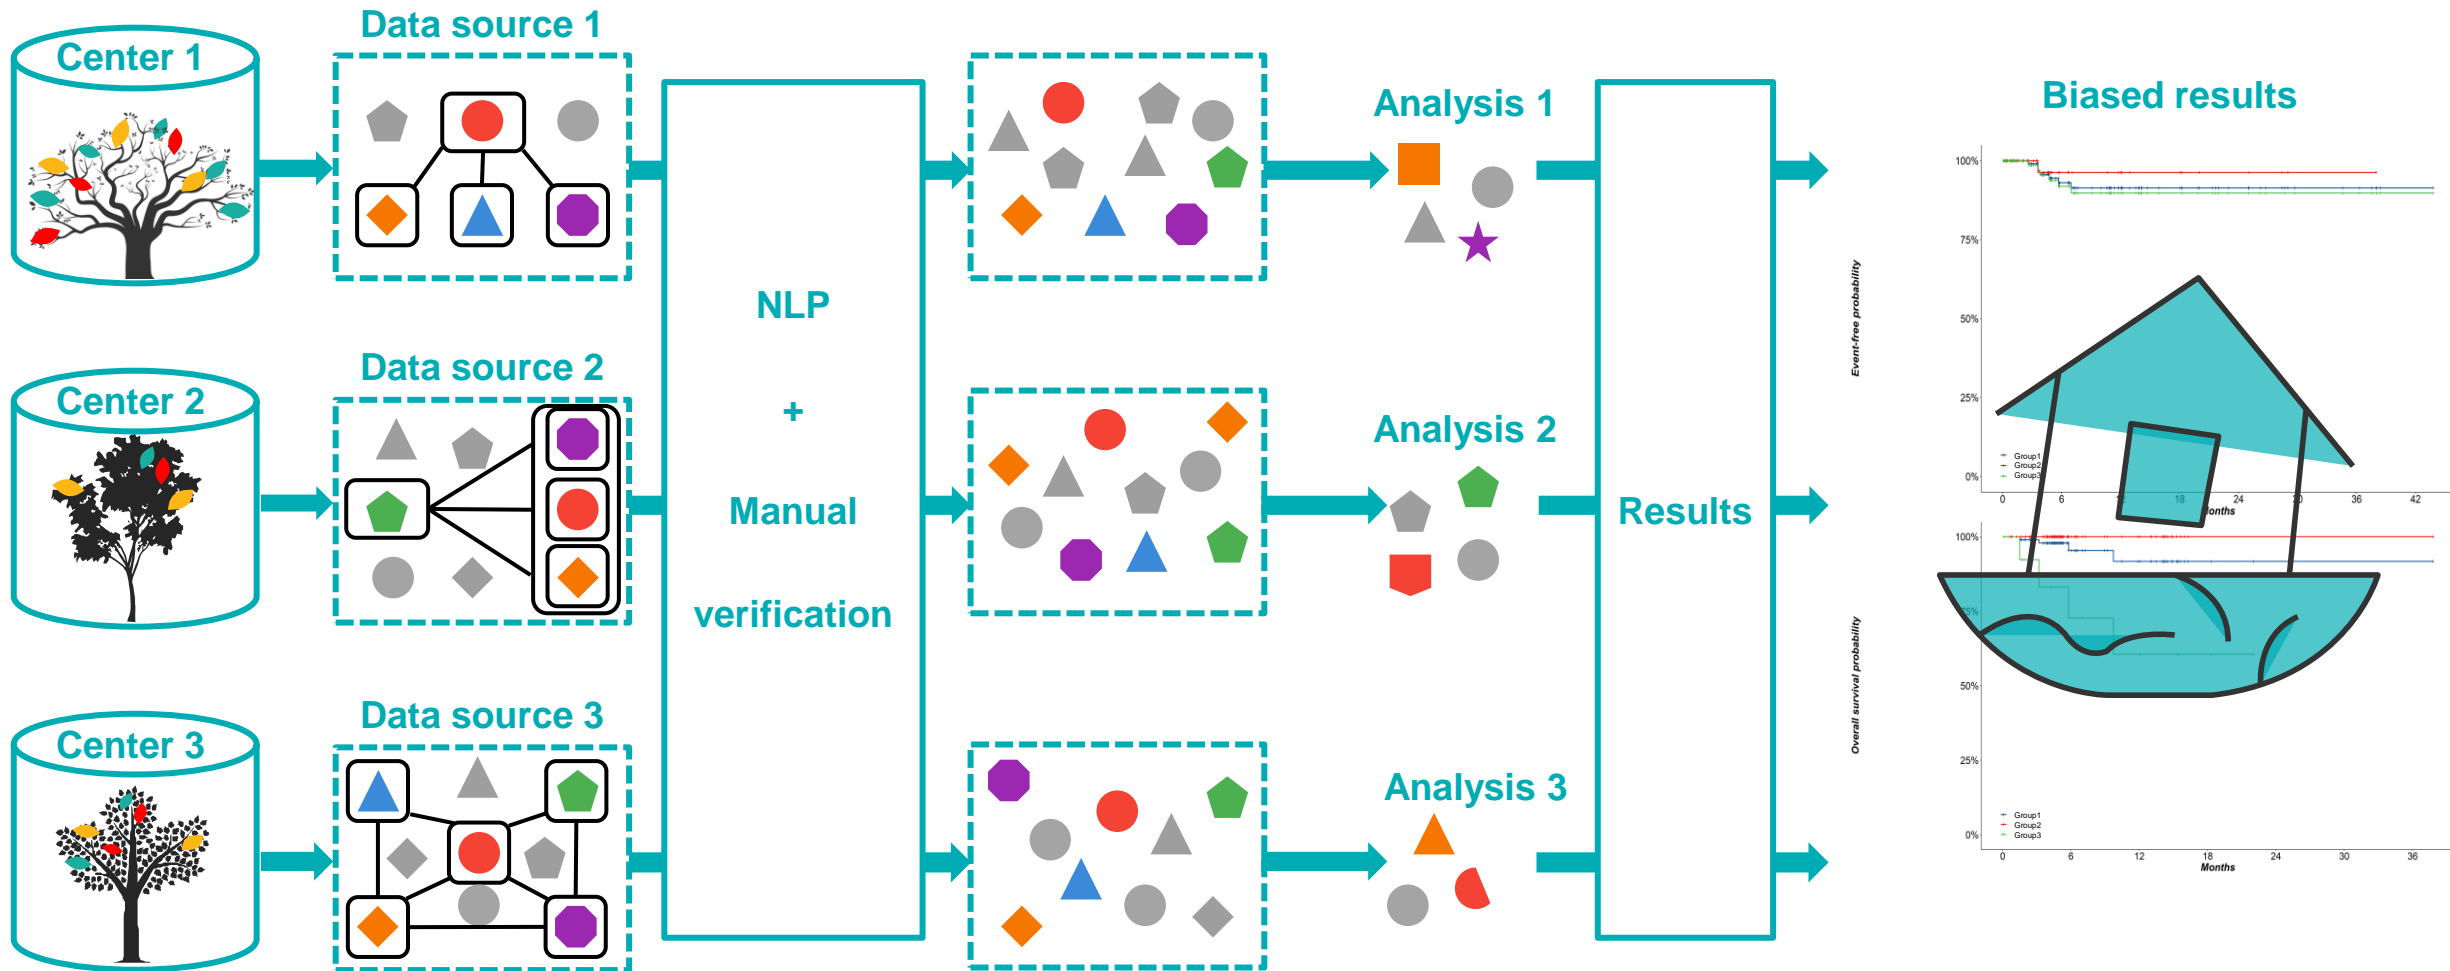 Data source 1
Center 1
Biased results
Analysis 1
100%
75%
NLP
Event-free probability
50%
Data source 2
Center 2
+
25%
Analysis 2
Group1
Group2
Group3
0%
0 6 18 24 30 36 42
Months
Manual
Results
100%
verification
75%
Overall survival probability
50%
Data source 3
Center 3
25%
Analysis 3
Group1
Group2
Group3
0%
0 6 12 18 24 30 36
Months